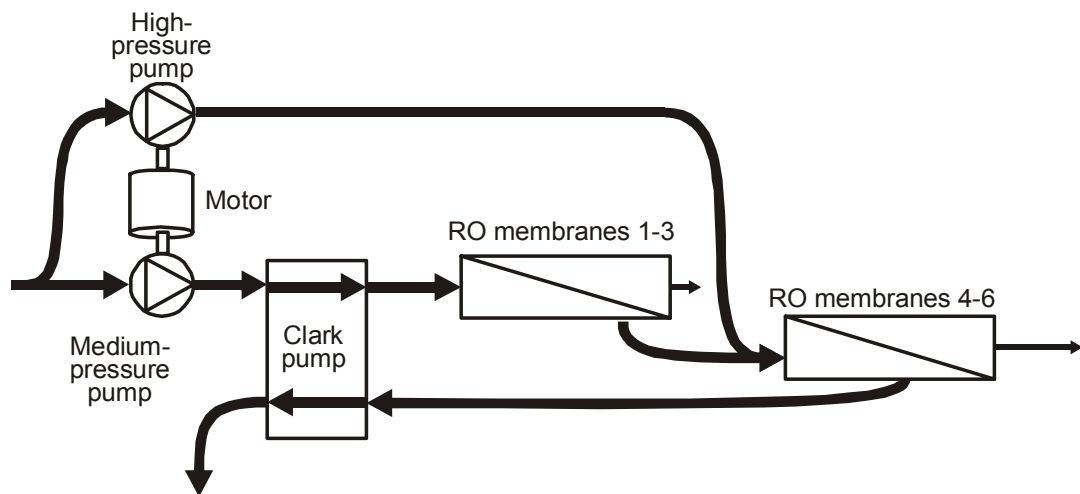 High-
pressure
pump
Motor
RO membranes 1-3
RO membranes 4-6
Clark
pump
Medium-
pressure
pump